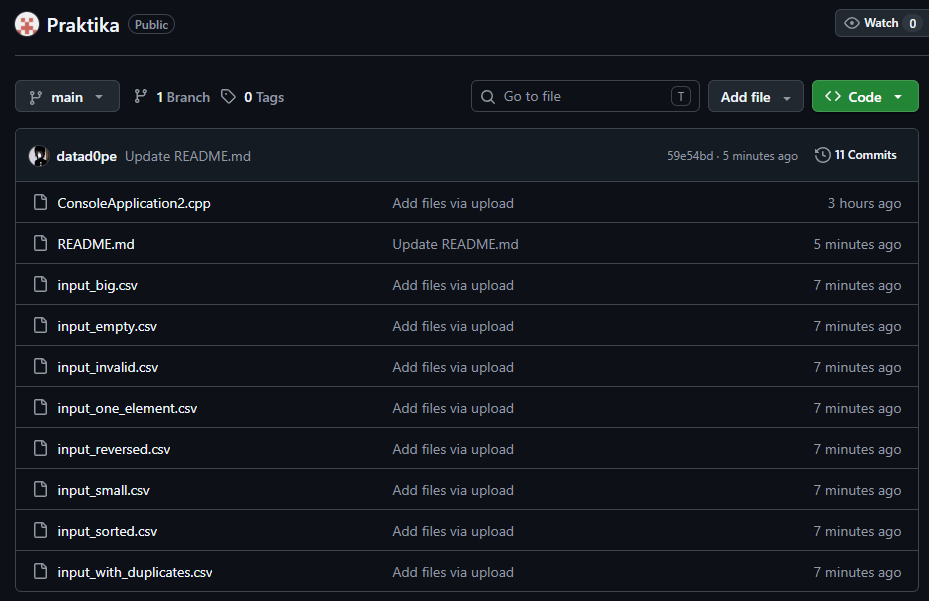 Praktika Public Watch 0
main 1 Branch 0 Tags Go to file T Add file Code
datad0pe Update README.md 59e54bd · 5 minutes ago 11 Commits
ConsoleApplication2.cpp Add files via upload 3 hours ago
README.md Update README.md 5 minutes ago
input_big.csv Add files via upload 7 minutes ago
input_empty.csv Add files via upload 7 minutes ago
input_invalid.csv Add files via upload 7 minutes ago
input_one_element.csv Add files via upload 7 minutes ago
input_reversed.csv Add files via upload 7 minutes ago
input_small.csv Add files via upload 7 minutes ago
input_sorted.csv Add files via upload 7 minutes ago
input_with_duplicates.csv Add files via upload 7 minutes ago